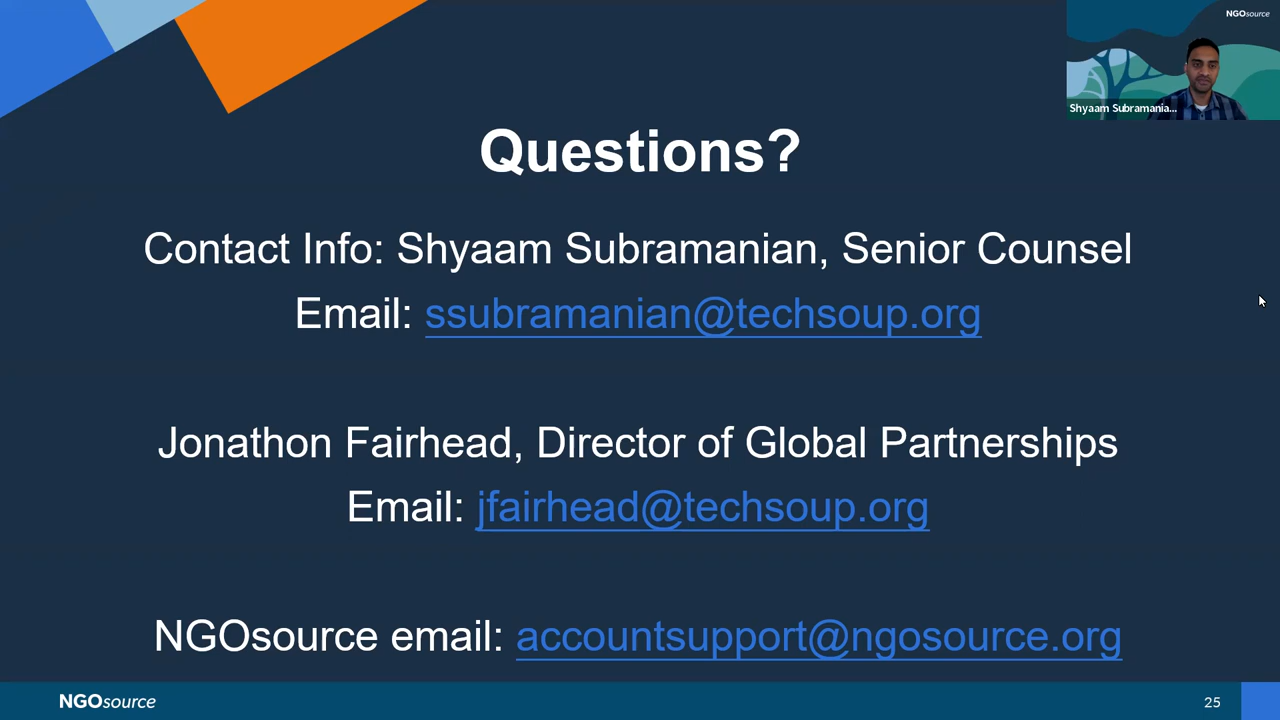 NGOsource
Shyaam Subramania...
Questions?
Contact Info: Shyaam Subramanian, Senior Counsel
Email: ssubramanian@techsoup.org
Jonathon Fairhead, Director of Global Partnerships
Email: jfairhead@techsoup.org
NGOsource email: accountsupport@ngosource.org
NGOsource
25